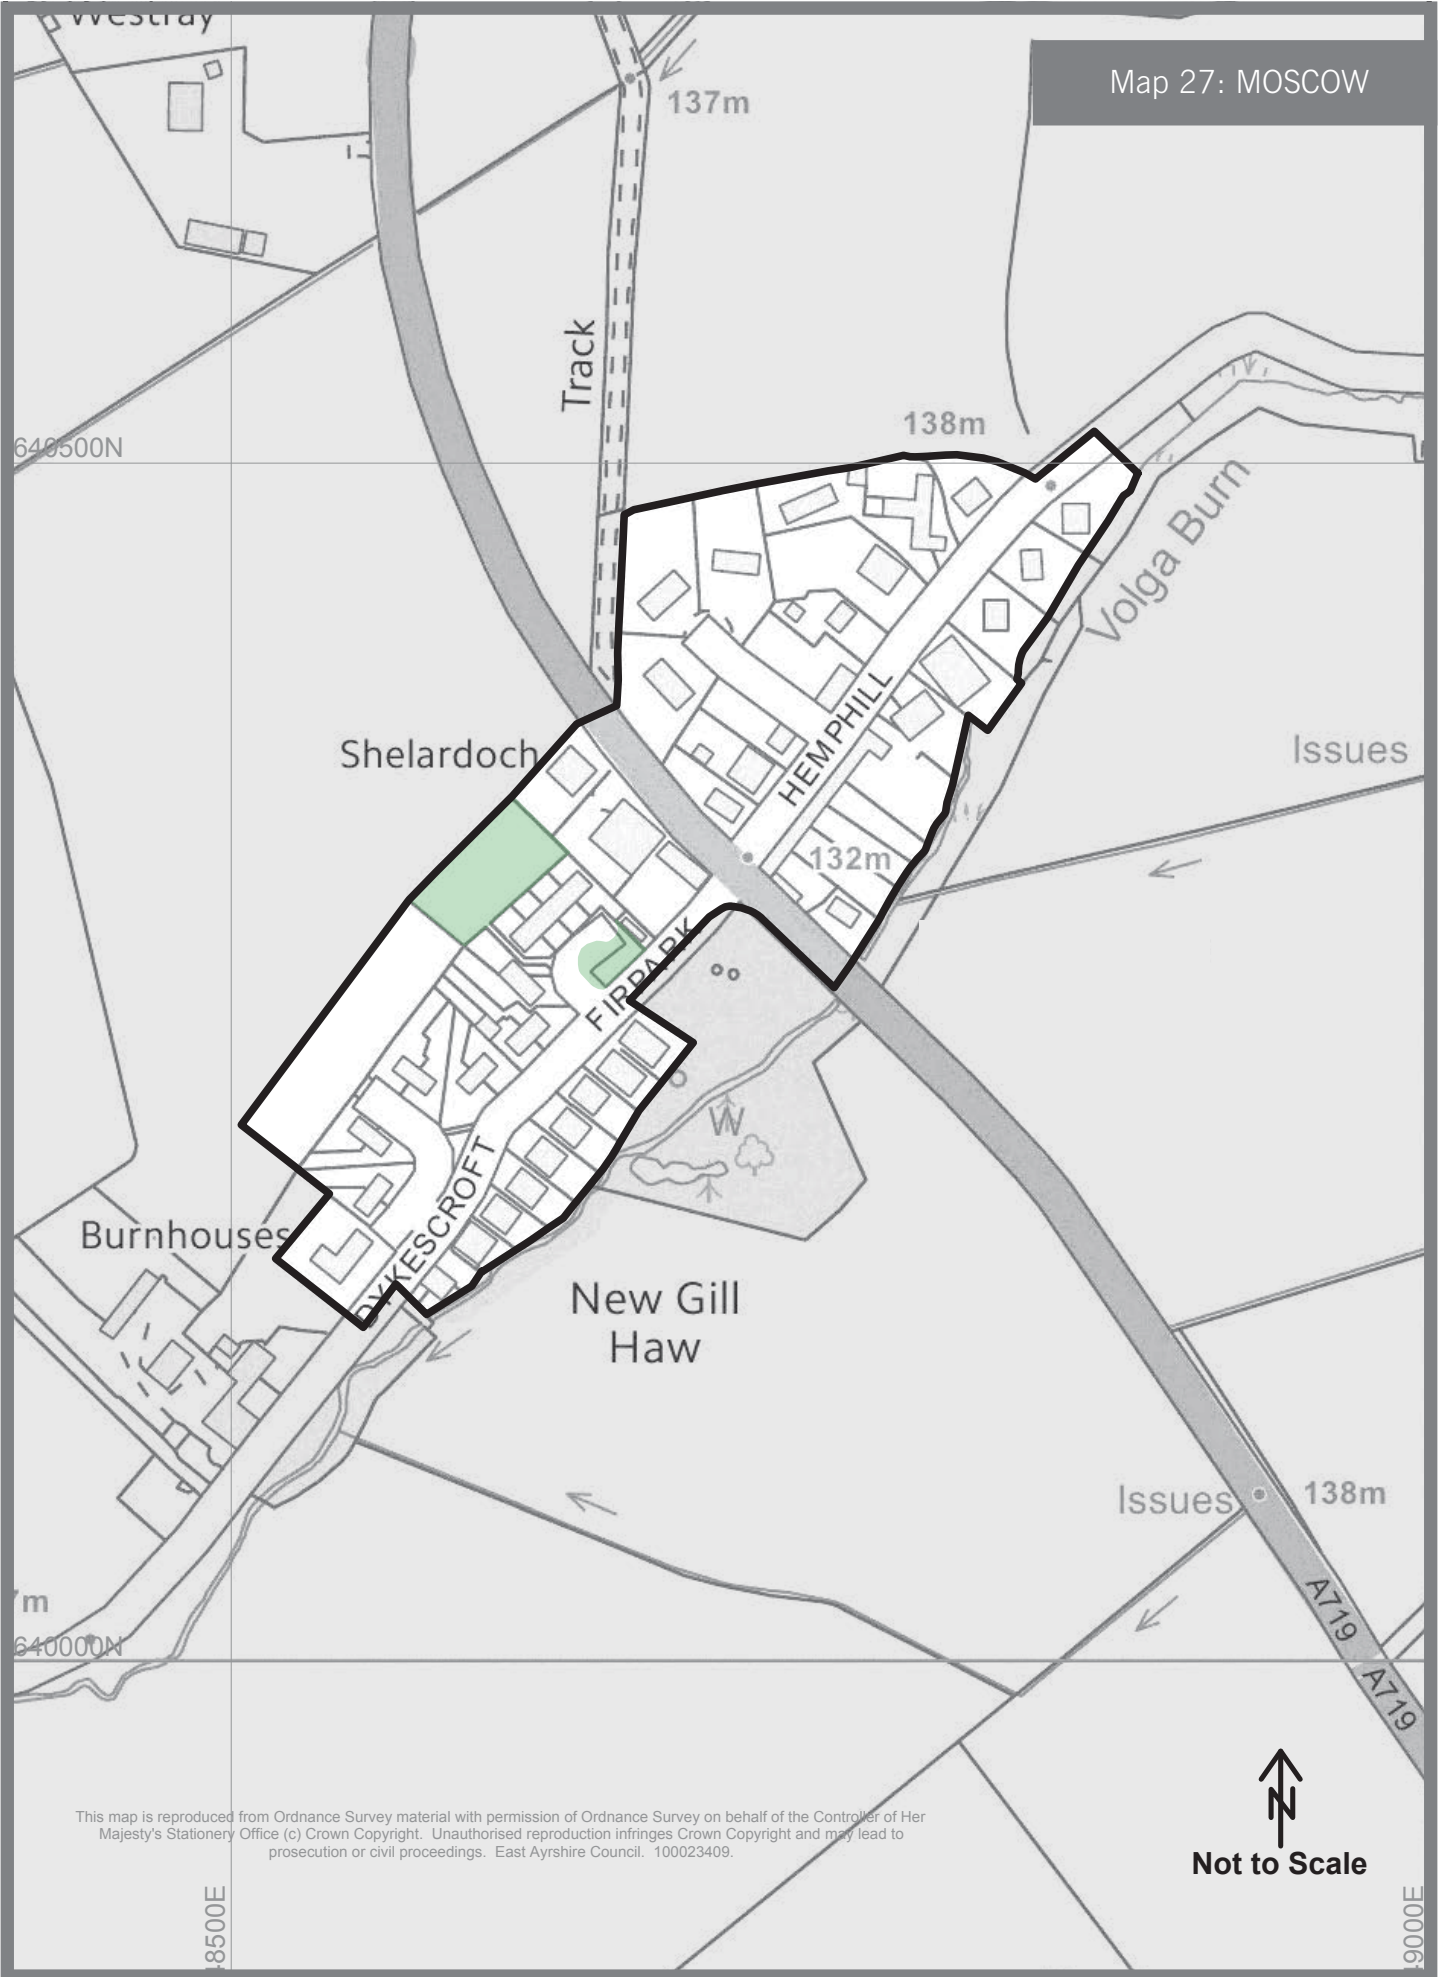 Westray
Map 27: MOSCOW
137m
Track
138m
640500N
Volga Burn
Shelardoch
HEMPHILL
Issues
132m
FIRPARK
W
DYKESCROFT
Burnhouses
New Gill
Haw
Issues
138m
A719
7m
640000N
A719
This map is reproduced from Ordnance Survey material with permission of Ordnance Survey on behalf of the Controller of Her
Majesty's Stationery Office (c) Crown Copyright. Unauthorised reproduction infringes Crown Copyright and may lead to
prosecution or civil proceedings. East Ayrshire Council. 100023409.
N
Not to Scale
48500E
49000E